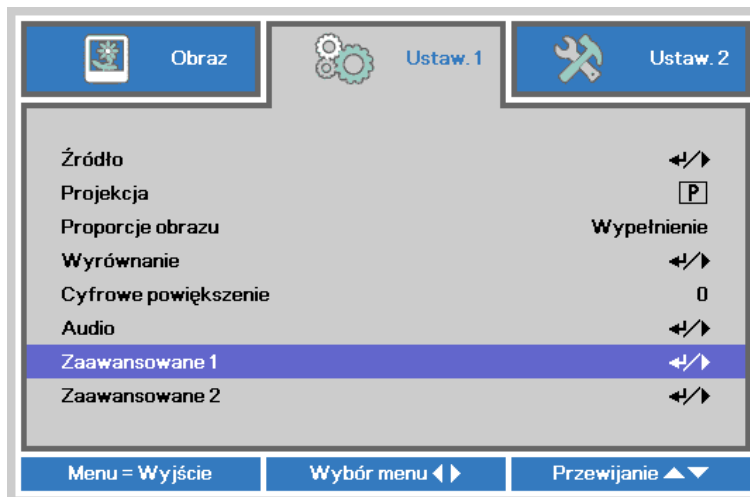 Obraz
Ustaw. 1
Ustaw. 2
Źródło
Projekcja P
Proporcje obrazu Wypełnienie
Wyrównanie
Cyfrowe powiększenie 0
Audio
Zaawansowane 1
Zaawansowane 2
Menu = Wyjście
Wybór menu
Przewijanie